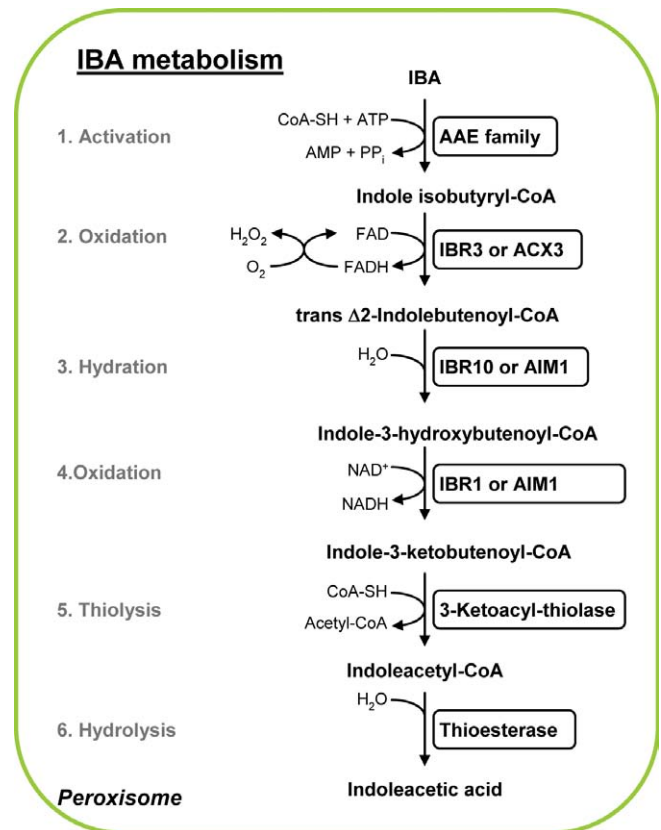 IBA metabolism
IBA
1. Activation
CoA-SH + ATP
AMP + PPi
AAE family
Indole isobutyryl-CoA
2. Oxidation
H2O2
O2
FAD
FADH
IBR3 or ACX3
trans Δ2-Indolebutenoyl-CoA
3. Hydration
H2O
IBR10 or AIM1
Indole-3-hydroxybutenoyl-CoA
4.Oxidation
NAD+
NADH
IBR1 or AIM1
Indole-3-ketobutenoyl-CoA
5. Thiolysis
CoA-SH
Acetyl-CoA
3-Ketoacyl-thiolase
Indoleacetyl-CoA
6. Hydrolysis
H2O
Thioesterase
Indoleacetic acid
Peroxisome